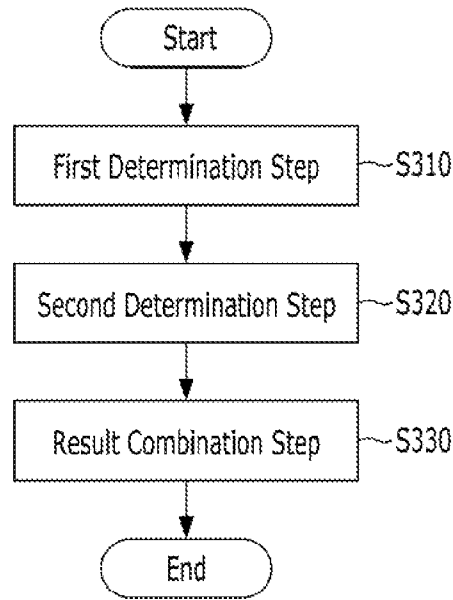 Start
First Determination Step S310
Second Determination Step S320
Result Combination Step S330
End